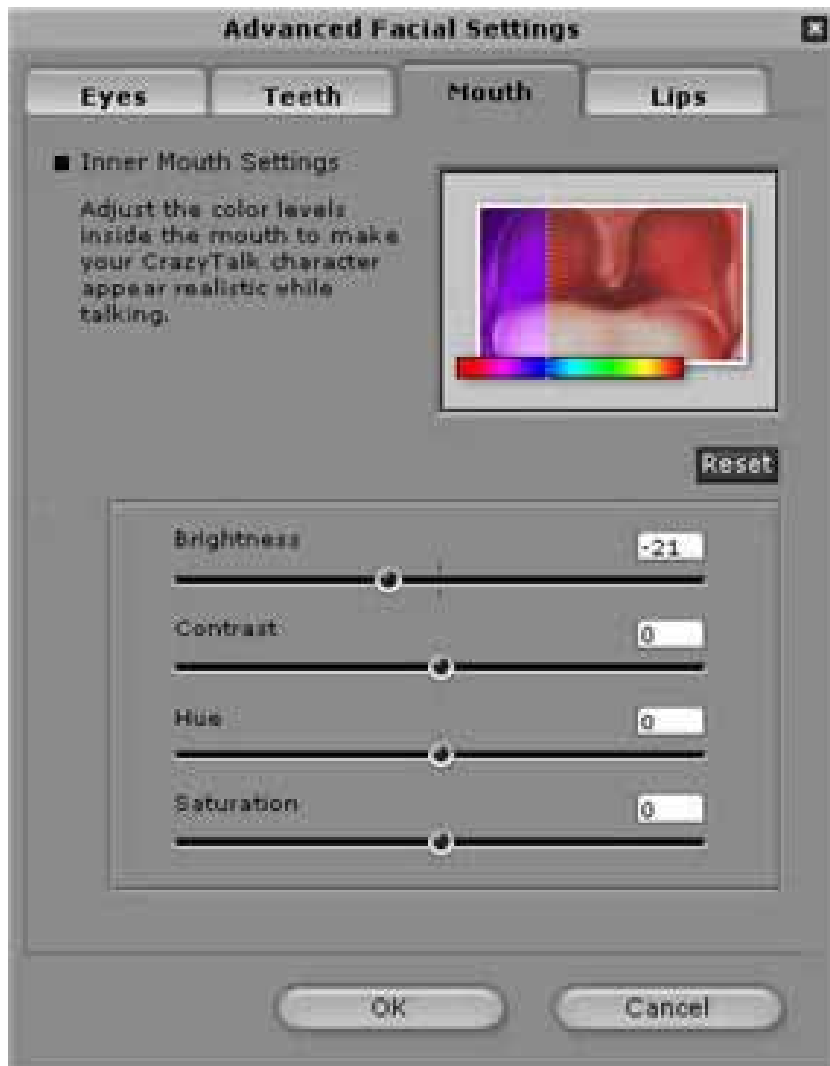 Advanced Facial Settings
Eyes Teeth Mouth Lips
Inner Mouth Settings
Adjust the color levels
inside the mouth to make
your CrazyTalk character
appear realistic while
talking.
Reset
Brightness -21
Contrast 0
Hue 0
Saturation 0
OK Cancel